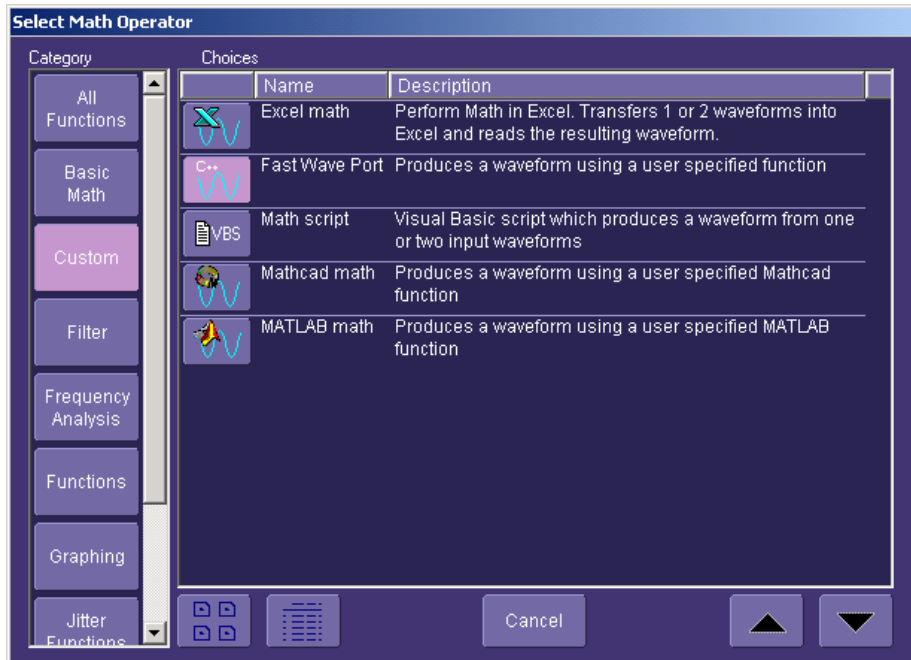 Select Math Operator
Category
Choices
All
Functions
Basic
Math
Custom
Filter
Frequency
Analysis
Functions
Graphing
Jitter
Functions
Name Description
Excel math Perform Math in Excel. Transfers 1 or 2 waveforms into
Excel and reads the resulting waveform.
C++
Fast Wave Port Produces a waveform using a user specified function
VBS
Math script Visual Basic script which produces a waveform from one
or two input waveforms
Mathcad math Produces a waveform using a user specified Mathcad
function
MATLAB math Produces a waveform using a user specified MATLAB
function
Cancel